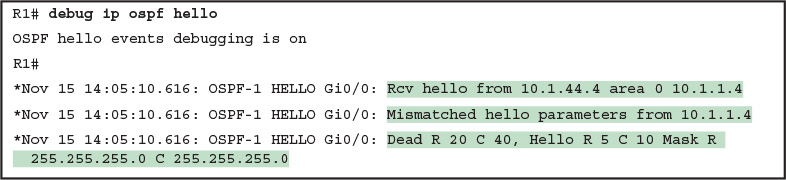 R1# debug ip ospf hello
OSPF hello events debugging is on
R1#
*Nov 15 14:05:10.616: OSPF-1 HELLO Gi0/0: Rcv hello from 10.1.44.4 area 0 10.1.1.4
*Nov 15 14:05:10.616: OSPF-1 HELLO Gi0/0: Mismatched hello parameters from 10.1.1.4
*Nov 15 14:05:10.616: OSPF-1 HELLO Gi0/0: Dead R 20 C 40, Hello R 5 C 10 Mask R
255.255.255.0 C 255.255.255.0